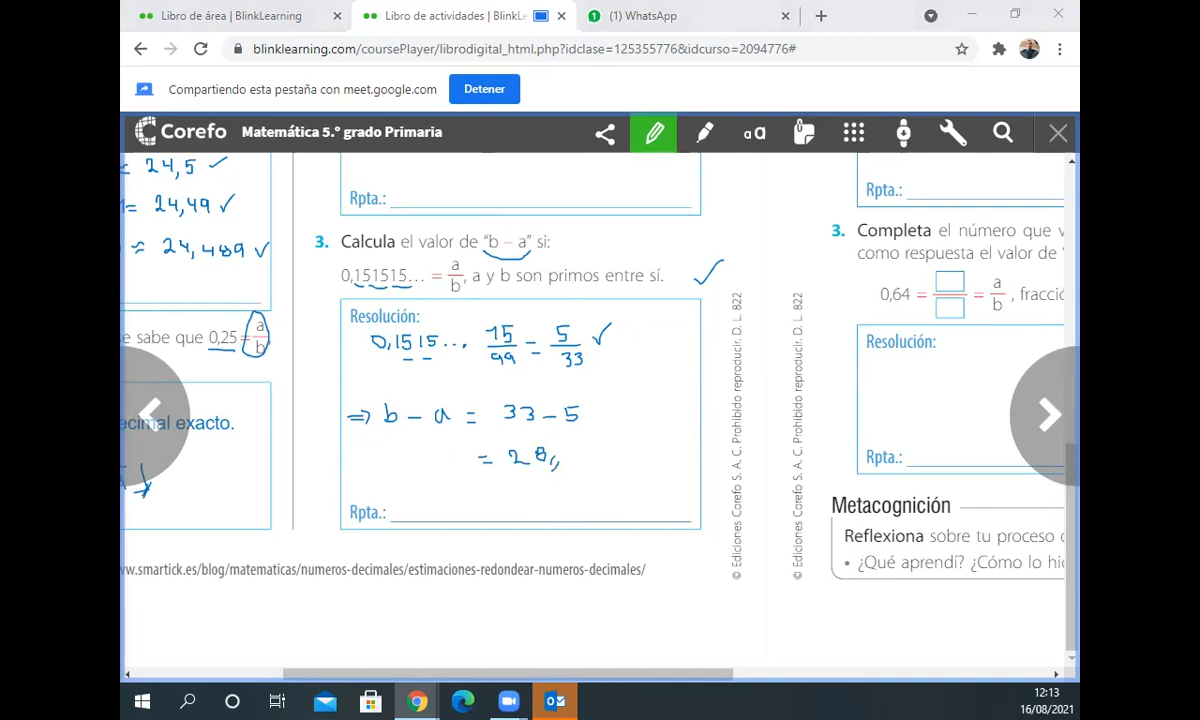 Libro de área | BlinkLearning
Libro de actividades | BlinkLe
(1) WhatsApp
blinklearning.com/coursePlayer/librodigital_html.php?idclase=125355776&idcurso=2094776#
Compartiendo esta pestaña con meet.google.com
Detener
Corefo Matemática 5.º grado Primaria
aa
= 24,5 ✓
= 24,49 ✓
≈ 24,489 ✓
e sabe que 0,25 = a/b
ecimal exacto.
Rpta.:
3. Calcula el valor de “b – a” si:
0,151515... = a/b, a y b son primos entre sí. ✓
Resolución:
0,1515... 15/99 = 5/33 ✓
⇒ b – a = 33 – 5
= 28,,
Rpta.:
ww.smartick.es/blog/matematicas/numeros-decimales/estimaciones-redondear-numeros-decimales/
© Ediciones Corefo S. A. C. Prohibido reproducir. D. L. 822
© Ediciones Corefo S. A. C. Prohibido reproducir. D. L. 822
Rpta.:
3. Completa el número que v
como respuesta el valor de “
0,64 = = a/b , fracció
Resolución:
Rpta.:
Metacognición
Reflexiona sobre tu proceso d
• ¿Qué aprendí? ¿Cómo lo hic
12:13
16/08/2021